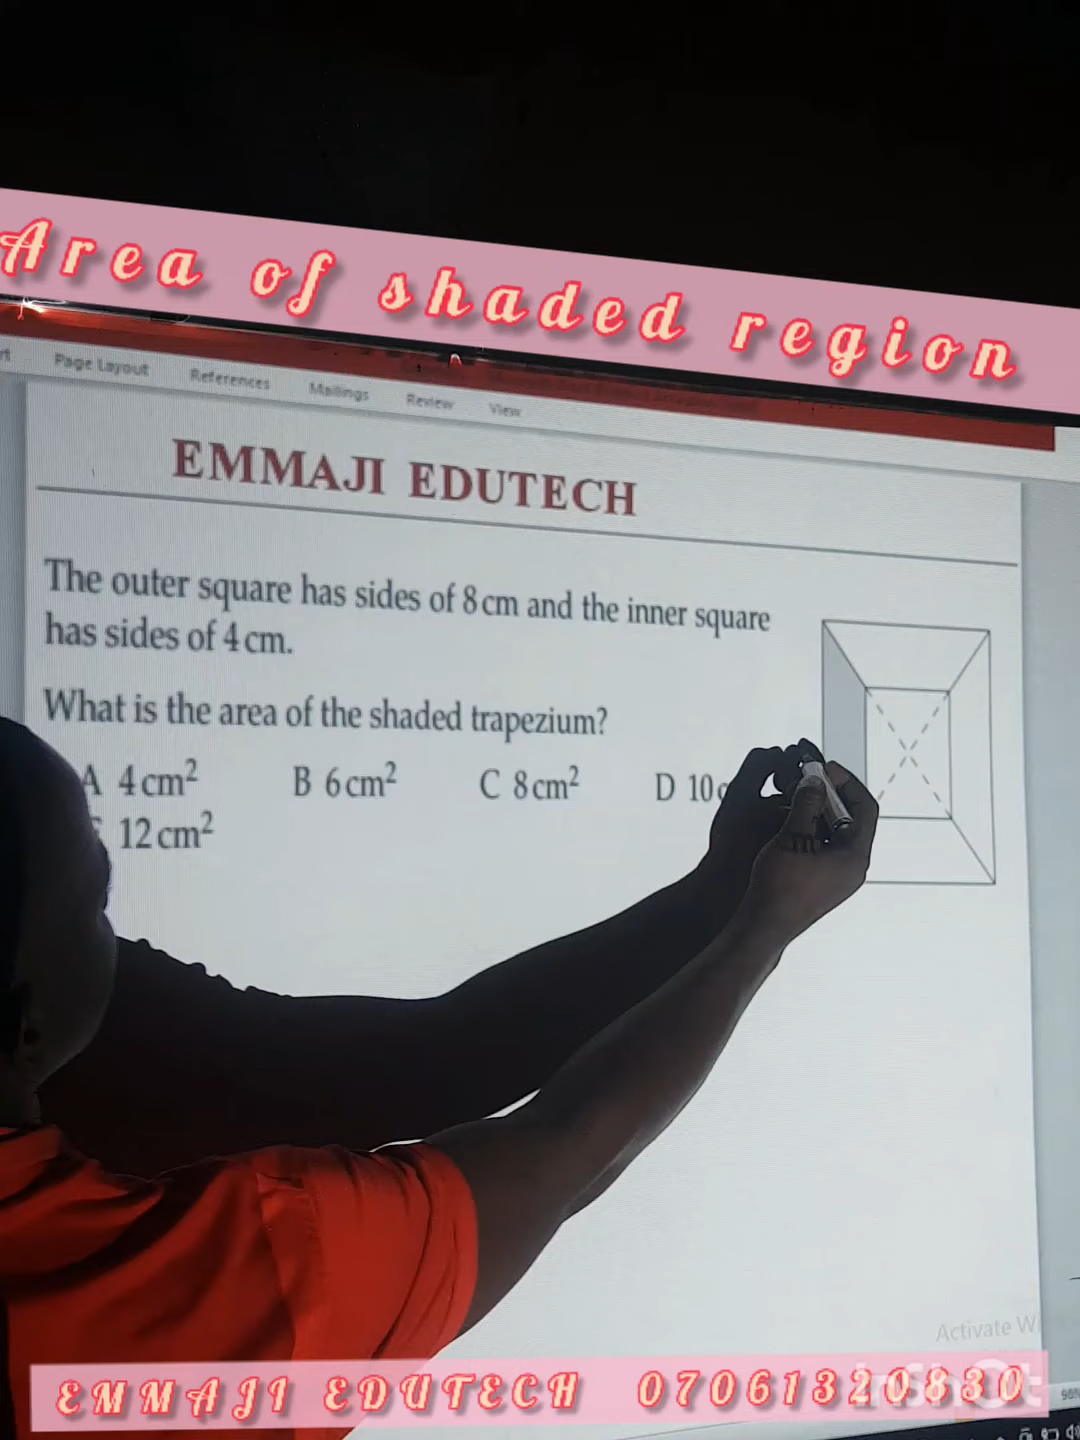 Area of shaded region
Page Layout References Mailings Review View
EMMAJI EDUTECH
The outer square has sides of 8 cm and the inner square
has sides of 4 cm.
What is the area of the shaded trapezium?
A 4 cm² B 6 cm² C 8 cm² D 10
12 cm²
Activate W
EMMAJI EDUTECH 07061320830
InShOt